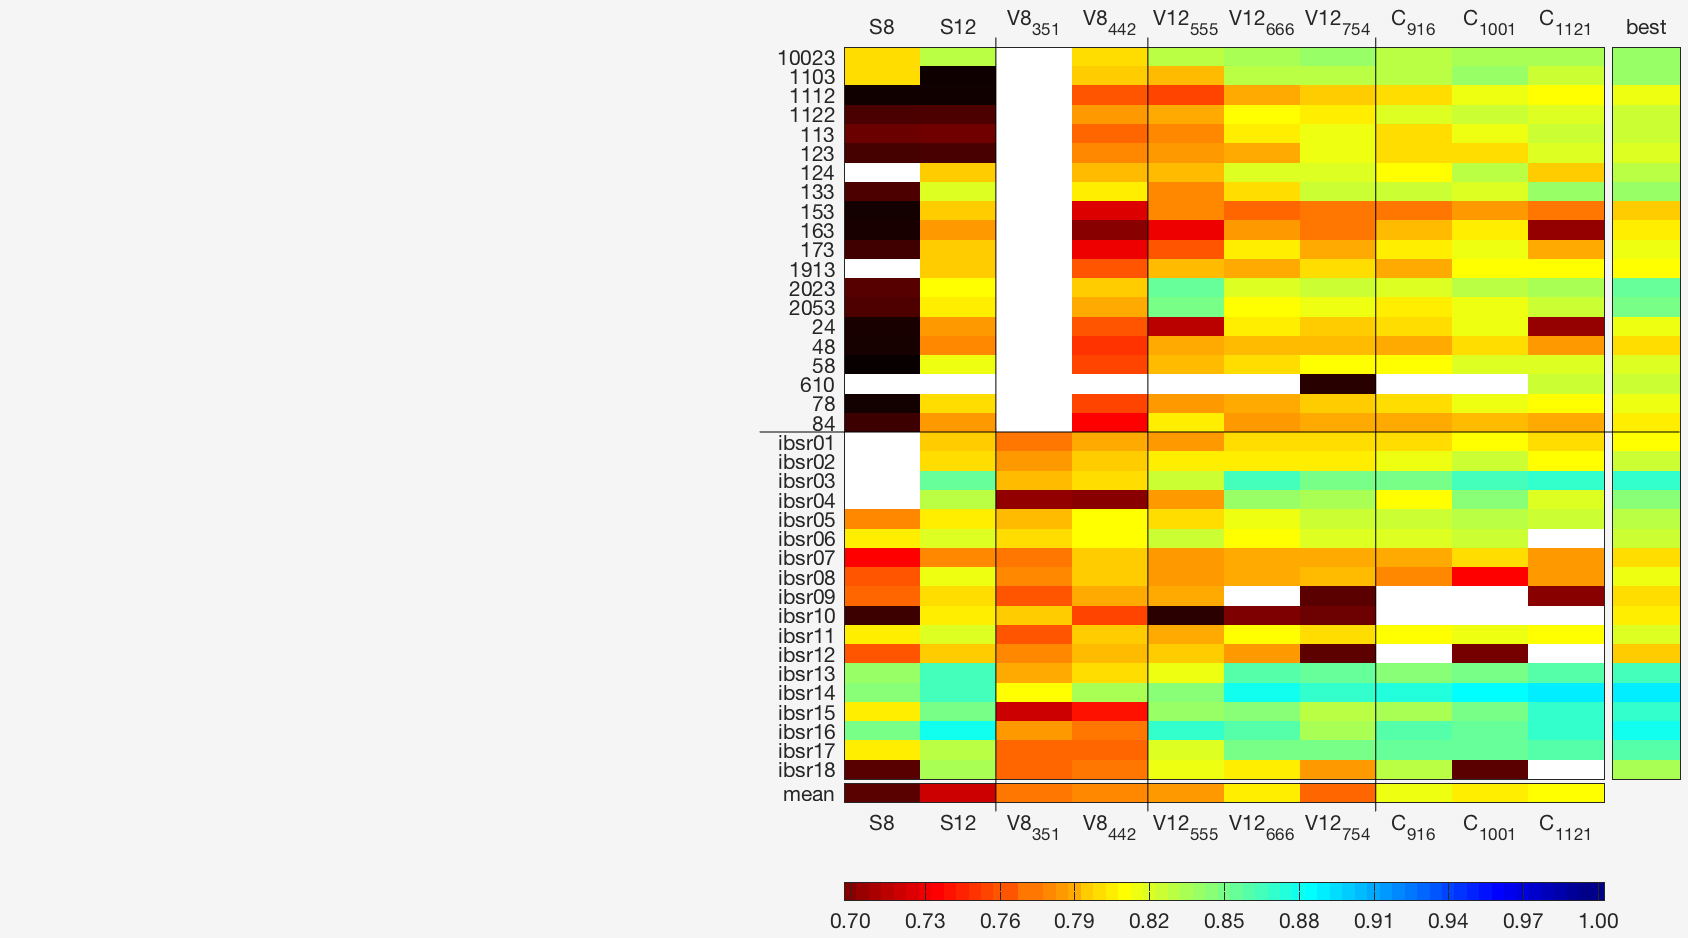 S8 S12 V8351 V8442 V12555 V12666 V12754 C916 C1001 C1121 best
10023
1103
1112
1122
113
123
124
133
153
163
173
1913
2023
2053
24
48
58
610
78
84
ibsr01
ibsr02
ibsr03
ibsr04
ibsr05
ibsr06
ibsr07
ibsr08
ibsr09
ibsr10
ibsr11
ibsr12
ibsr13
ibsr14
ibsr15
ibsr16
ibsr17
ibsr18
mean
S8 S12 V8351 V8442 V12555 V12666 V12754 C916 C1001 C1121
0.70 0.73 0.76 0.79 0.82 0.85 0.88 0.91 0.94 0.97 1.00